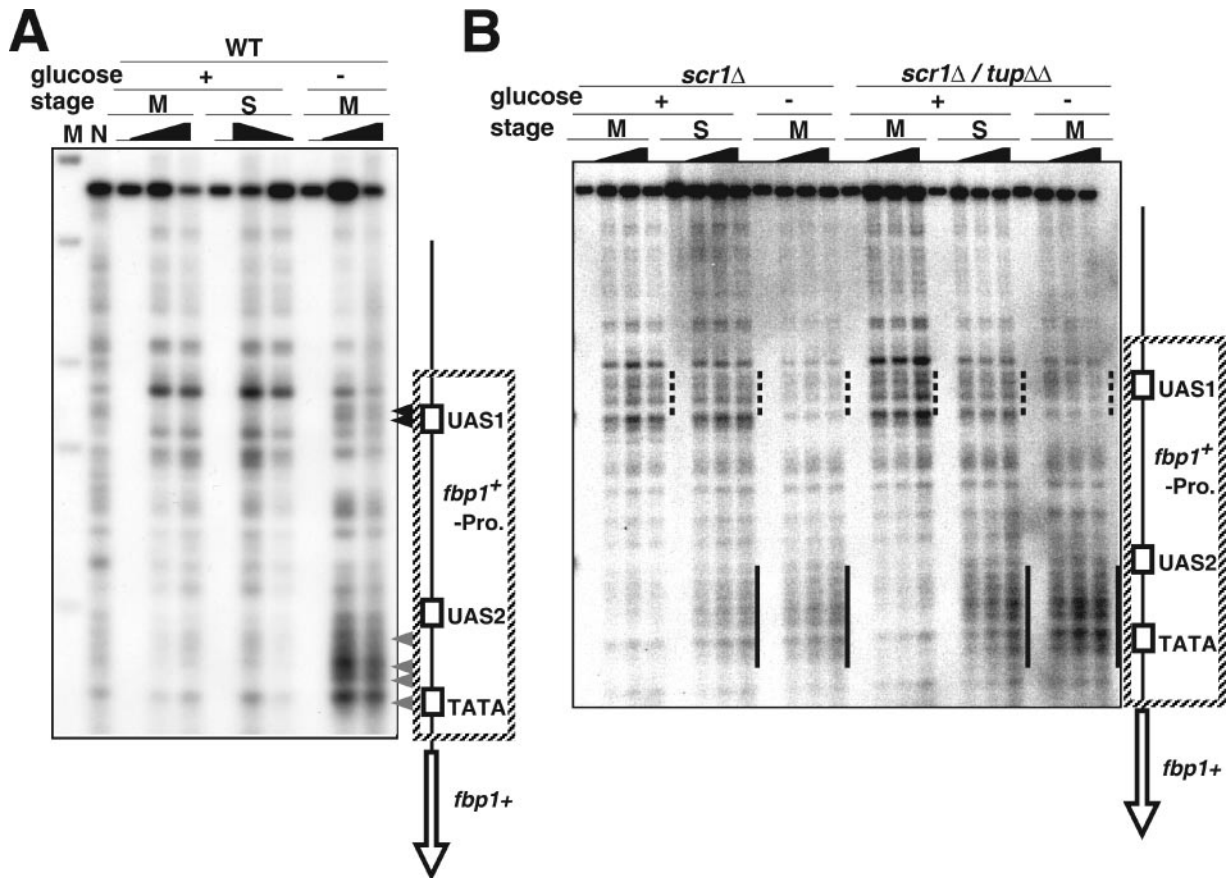 A
WT
glucose + -
stage M S M
M N
UAS1
fbp1+
-Pro.
UAS2
TATA
fbp1+
B
scr1Δ scr1Δ / tupΔΔ
glucose + - + -
stage M S M M S M
UAS1
fbp1+
-Pro.
UAS2
TATA
fbp1+